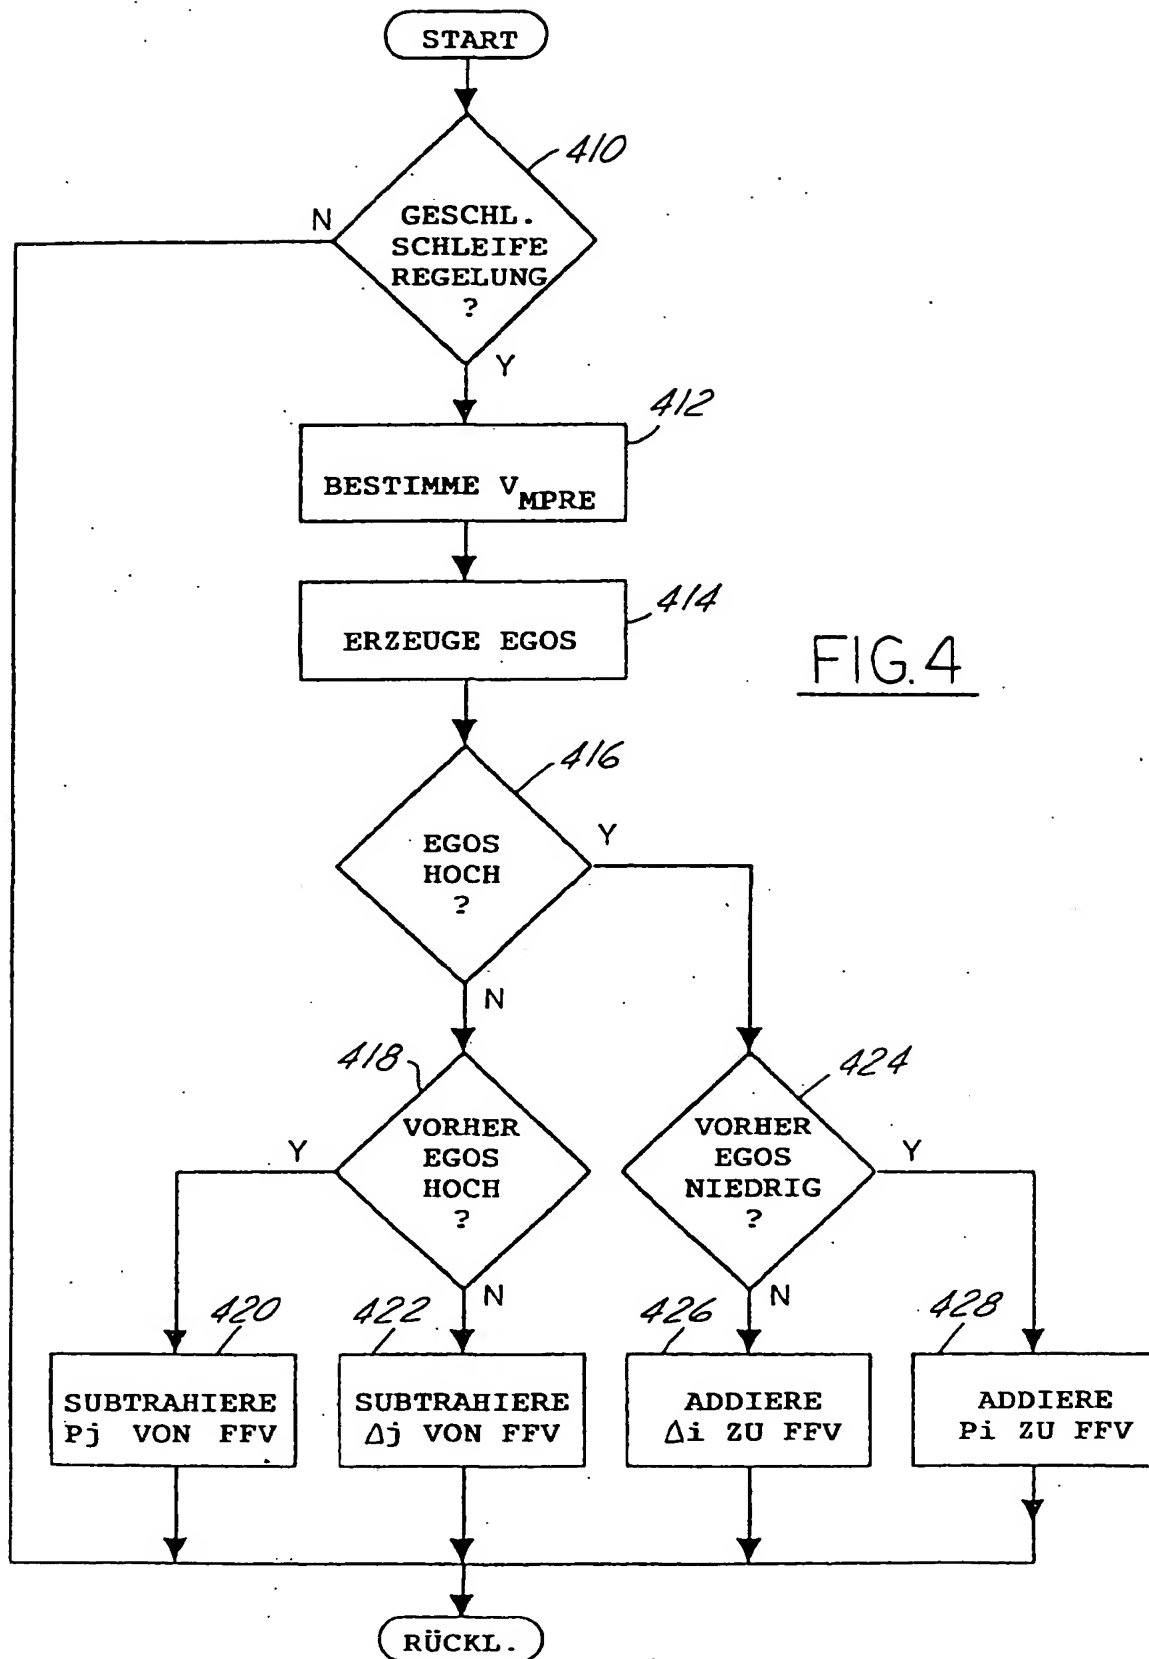 START
410
N
GESCHL.
SCHLEIFE
REGELUNG
?
Y
412
BESTIMME V_MPRE
414
ERZEUGE EGOS
FIG. 4
416
EGOS
HOCH
?
Y
N
418
VORHER
EGOS
HOCH
?
Y
N
424
VORHER
EGOS
NIEDRIG
?
Y
N
420
SUBTRAHIERE
Pj VON FFV
422
SUBTRAHIERE
Δj VON FFV
426
ADDIERE
Δi ZU FFV
428
ADDIERE
Pi ZU FFV
RÜCKL.